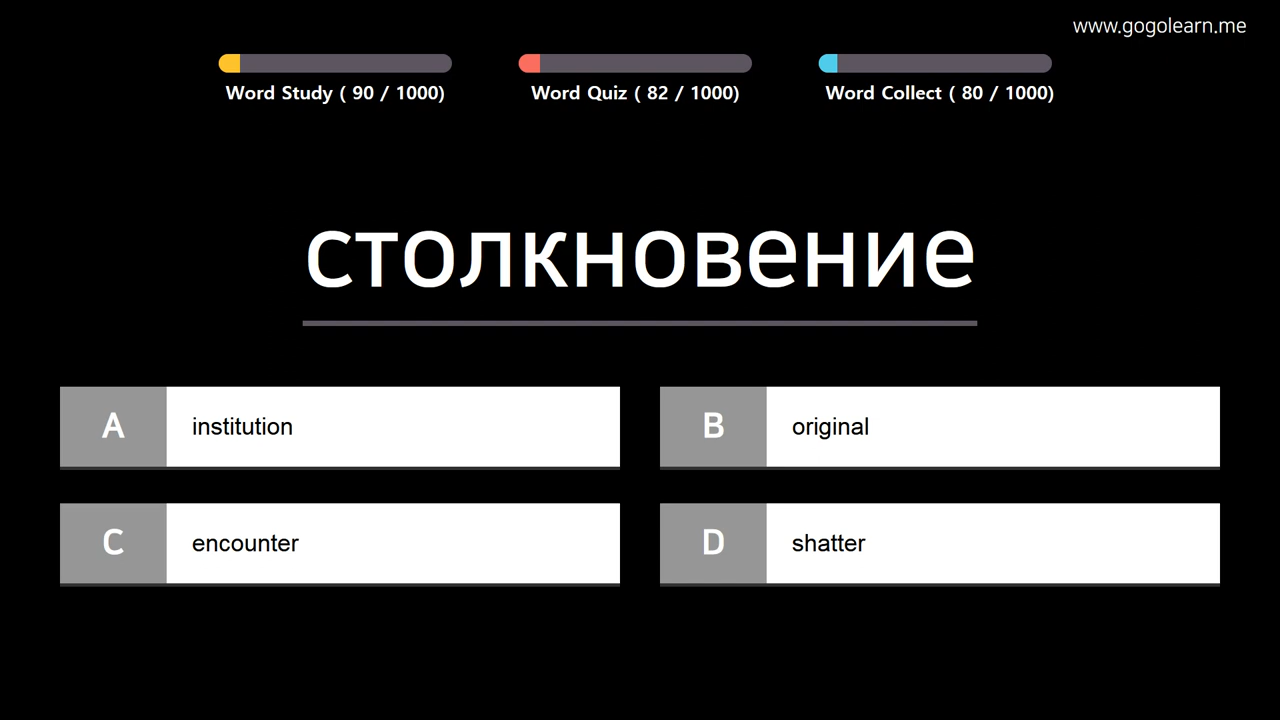 www.gogolearn.me
Word Study ( 90 / 1000)
Word Quiz ( 82 / 1000)
Word Collect ( 80 / 1000)
столкновение
A institution
B original
C encounter
D shatter